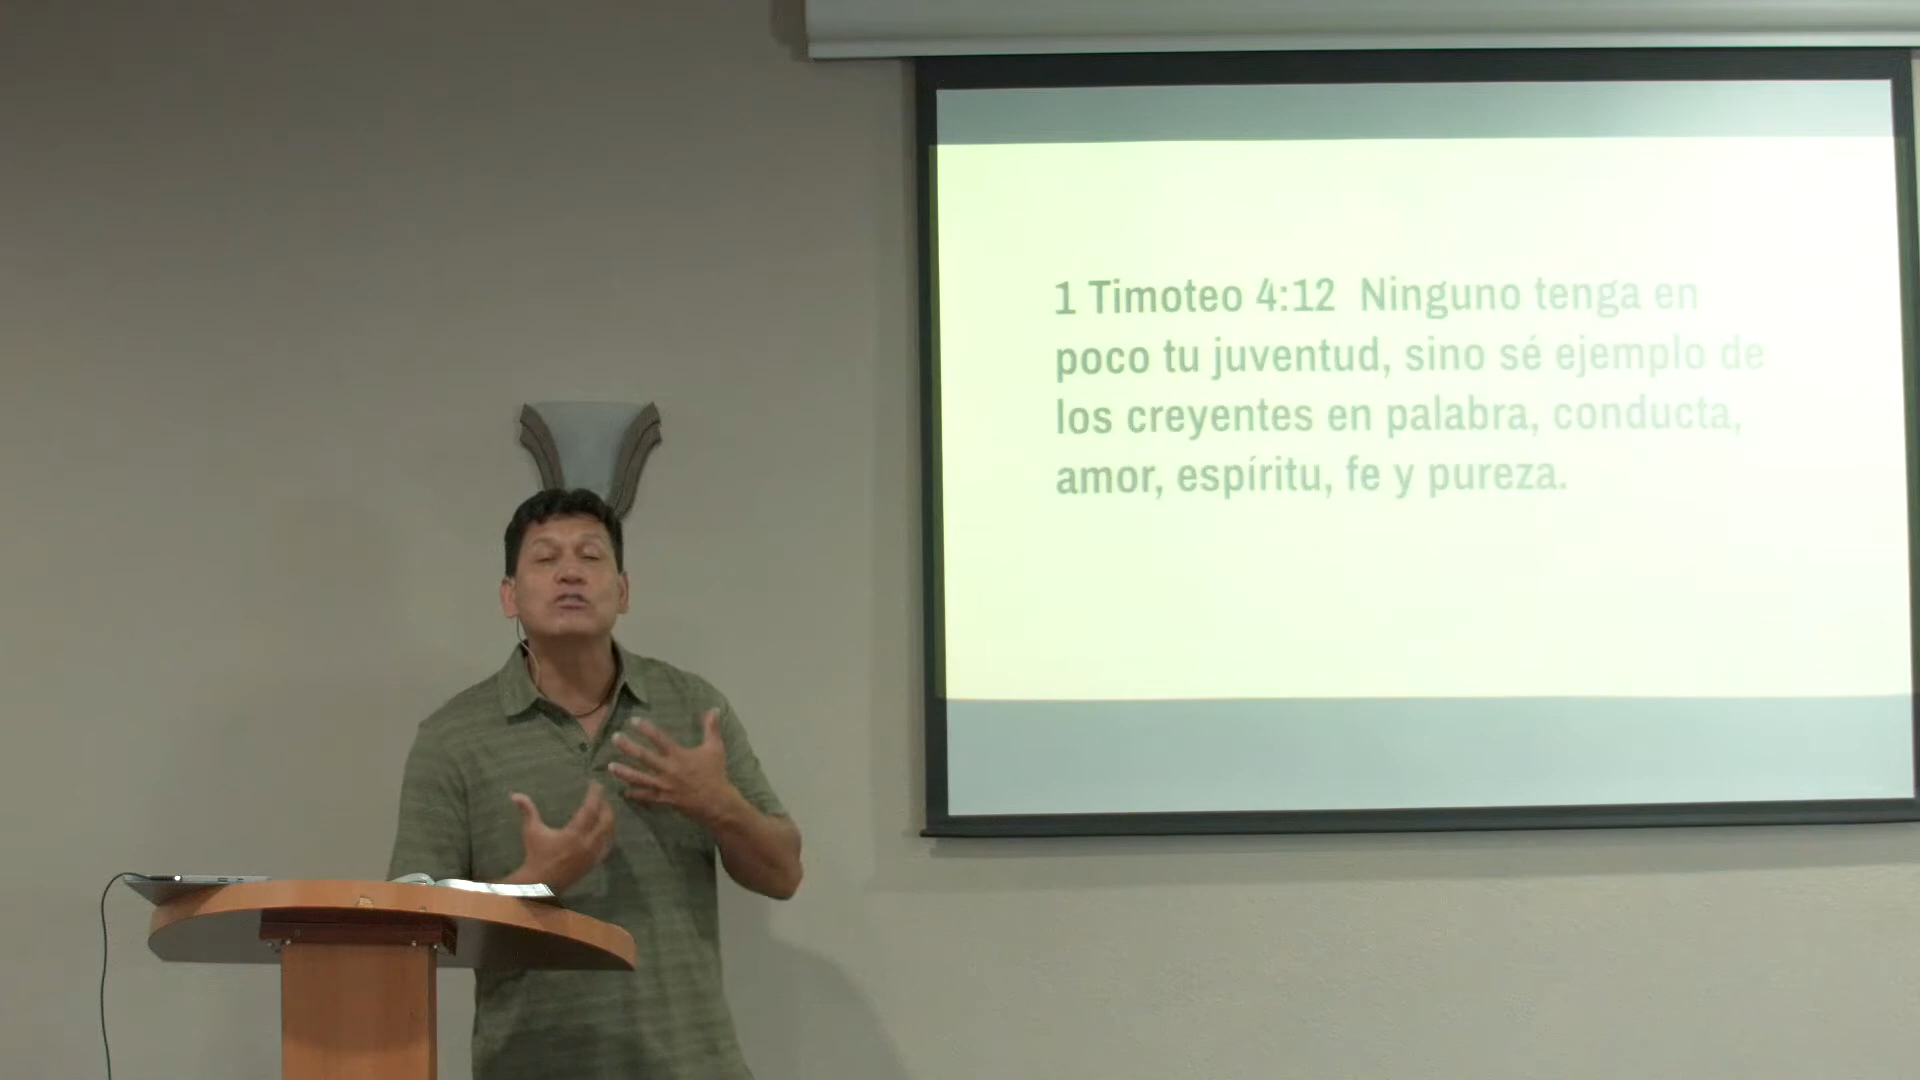 1 Timoteo 4:12 Ninguno tenga en
poco tu juventud, sino sé ejemplo de
los creyentes en palabra, conducta,
amor, espíritu, fe y pureza.